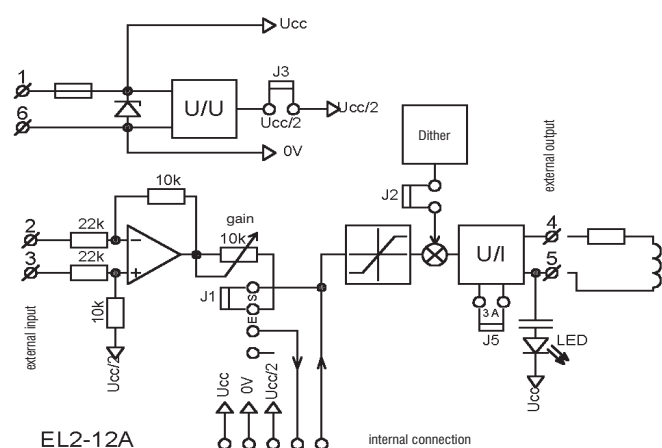 Ucc
1
J3
U/U
Ucc/2
Ucc/2
6
0V
Dither
external output
J2
10k
gain
2
22k
10k
4
3
22k
U/I
5
J1
S
E
10k
3 A
J5
LED
external input
Ucc/2
Ucc
0V
Ucc/2
Ucc
EL2-12A
internal connection